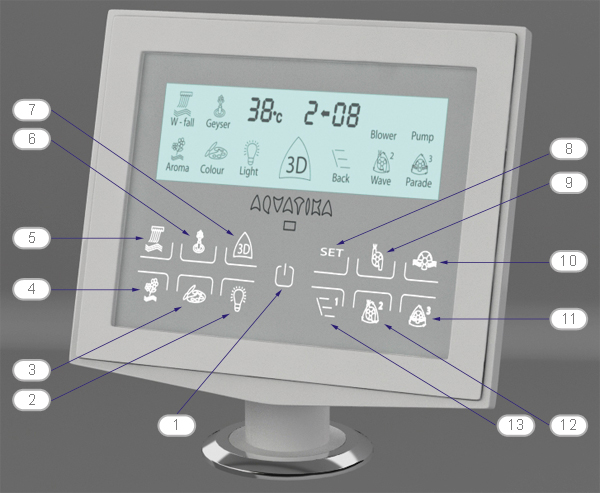 7
6
5
4
3
2
1
8
9
10
11
12
13
W-fall Geyser 38°c 2-08 Blower Pump
Aroma Colour Light 3D Back Wave 2 Parade 3
AQVATIKA
3D SET
1 2 3